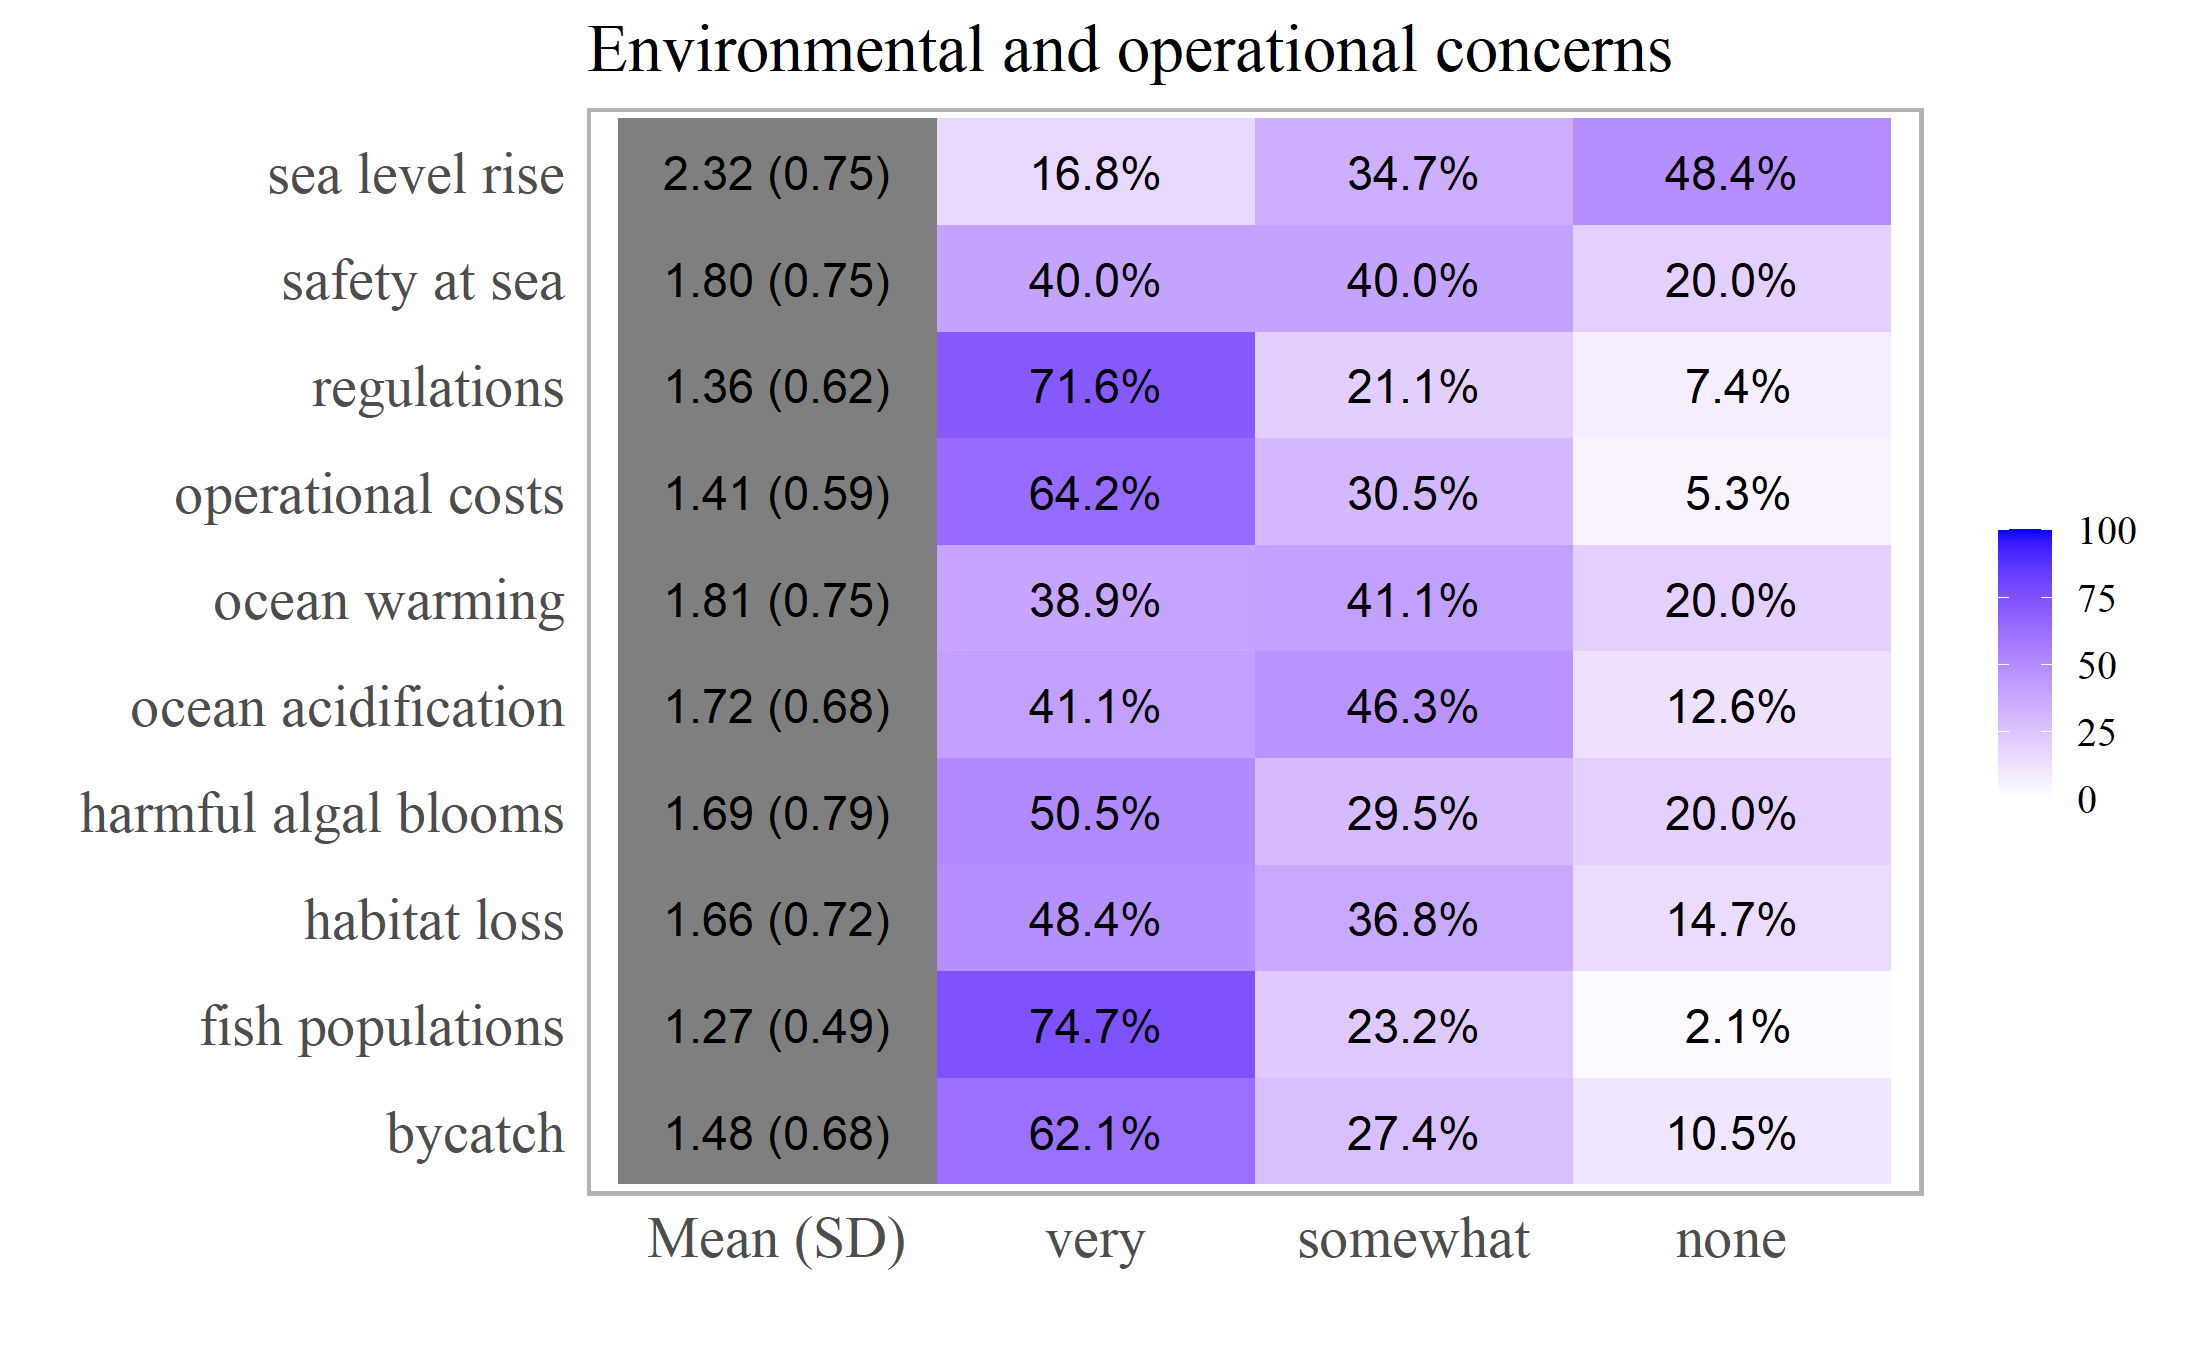 Environmental and operational concerns
sea level rise 2.32 (0.75) 16.8% 34.7% 48.4%
safety at sea 1.80 (0.75) 40.0% 40.0% 20.0%
regulations 1.36 (0.62) 71.6% 21.1% 7.4%
operational costs 1.41 (0.59) 64.2% 30.5% 5.3%
ocean warming 1.81 (0.75) 38.9% 41.1% 20.0%
ocean acidification 1.72 (0.68) 41.1% 46.3% 12.6%
harmful algal blooms 1.69 (0.79) 50.5% 29.5% 20.0%
habitat loss 1.66 (0.72) 48.4% 36.8% 14.7%
fish populations 1.27 (0.49) 74.7% 23.2% 2.1%
bycatch 1.48 (0.68) 62.1% 27.4% 10.5%
Mean (SD) very somewhat none
100
75
50
25
0